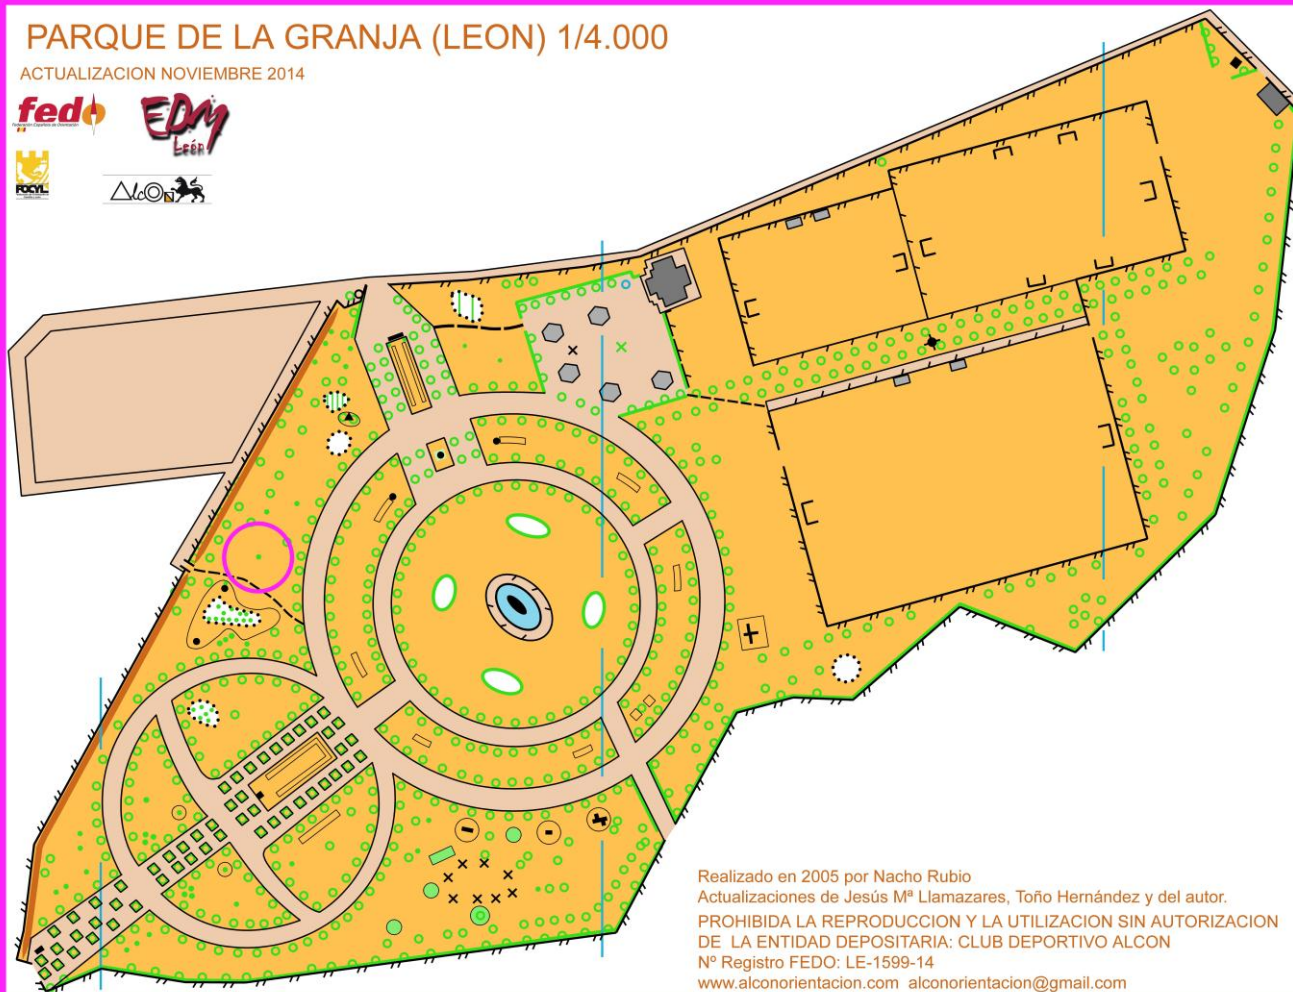 PARQUE DE LA GRANJA (LEON) 1/4.000
ACTUALIZACION NOVIEMBRE 2014
fedo
EDM
León
FOCYL
AlcOn
Realizado en 2005 por Nacho Rubio
Actualizaciones de Jesús Mª Llamazares, Toño Hernández y del autor.
PROHIBIDA LA REPRODUCCION Y LA UTILIZACION SIN AUTORIZACION
DE LA ENTIDAD DEPOSITARIA: CLUB DEPORTIVO ALCON
Nº Registro FEDO: LE-1599-14
www.alconorientacion.com alconorientacion@gmail.com